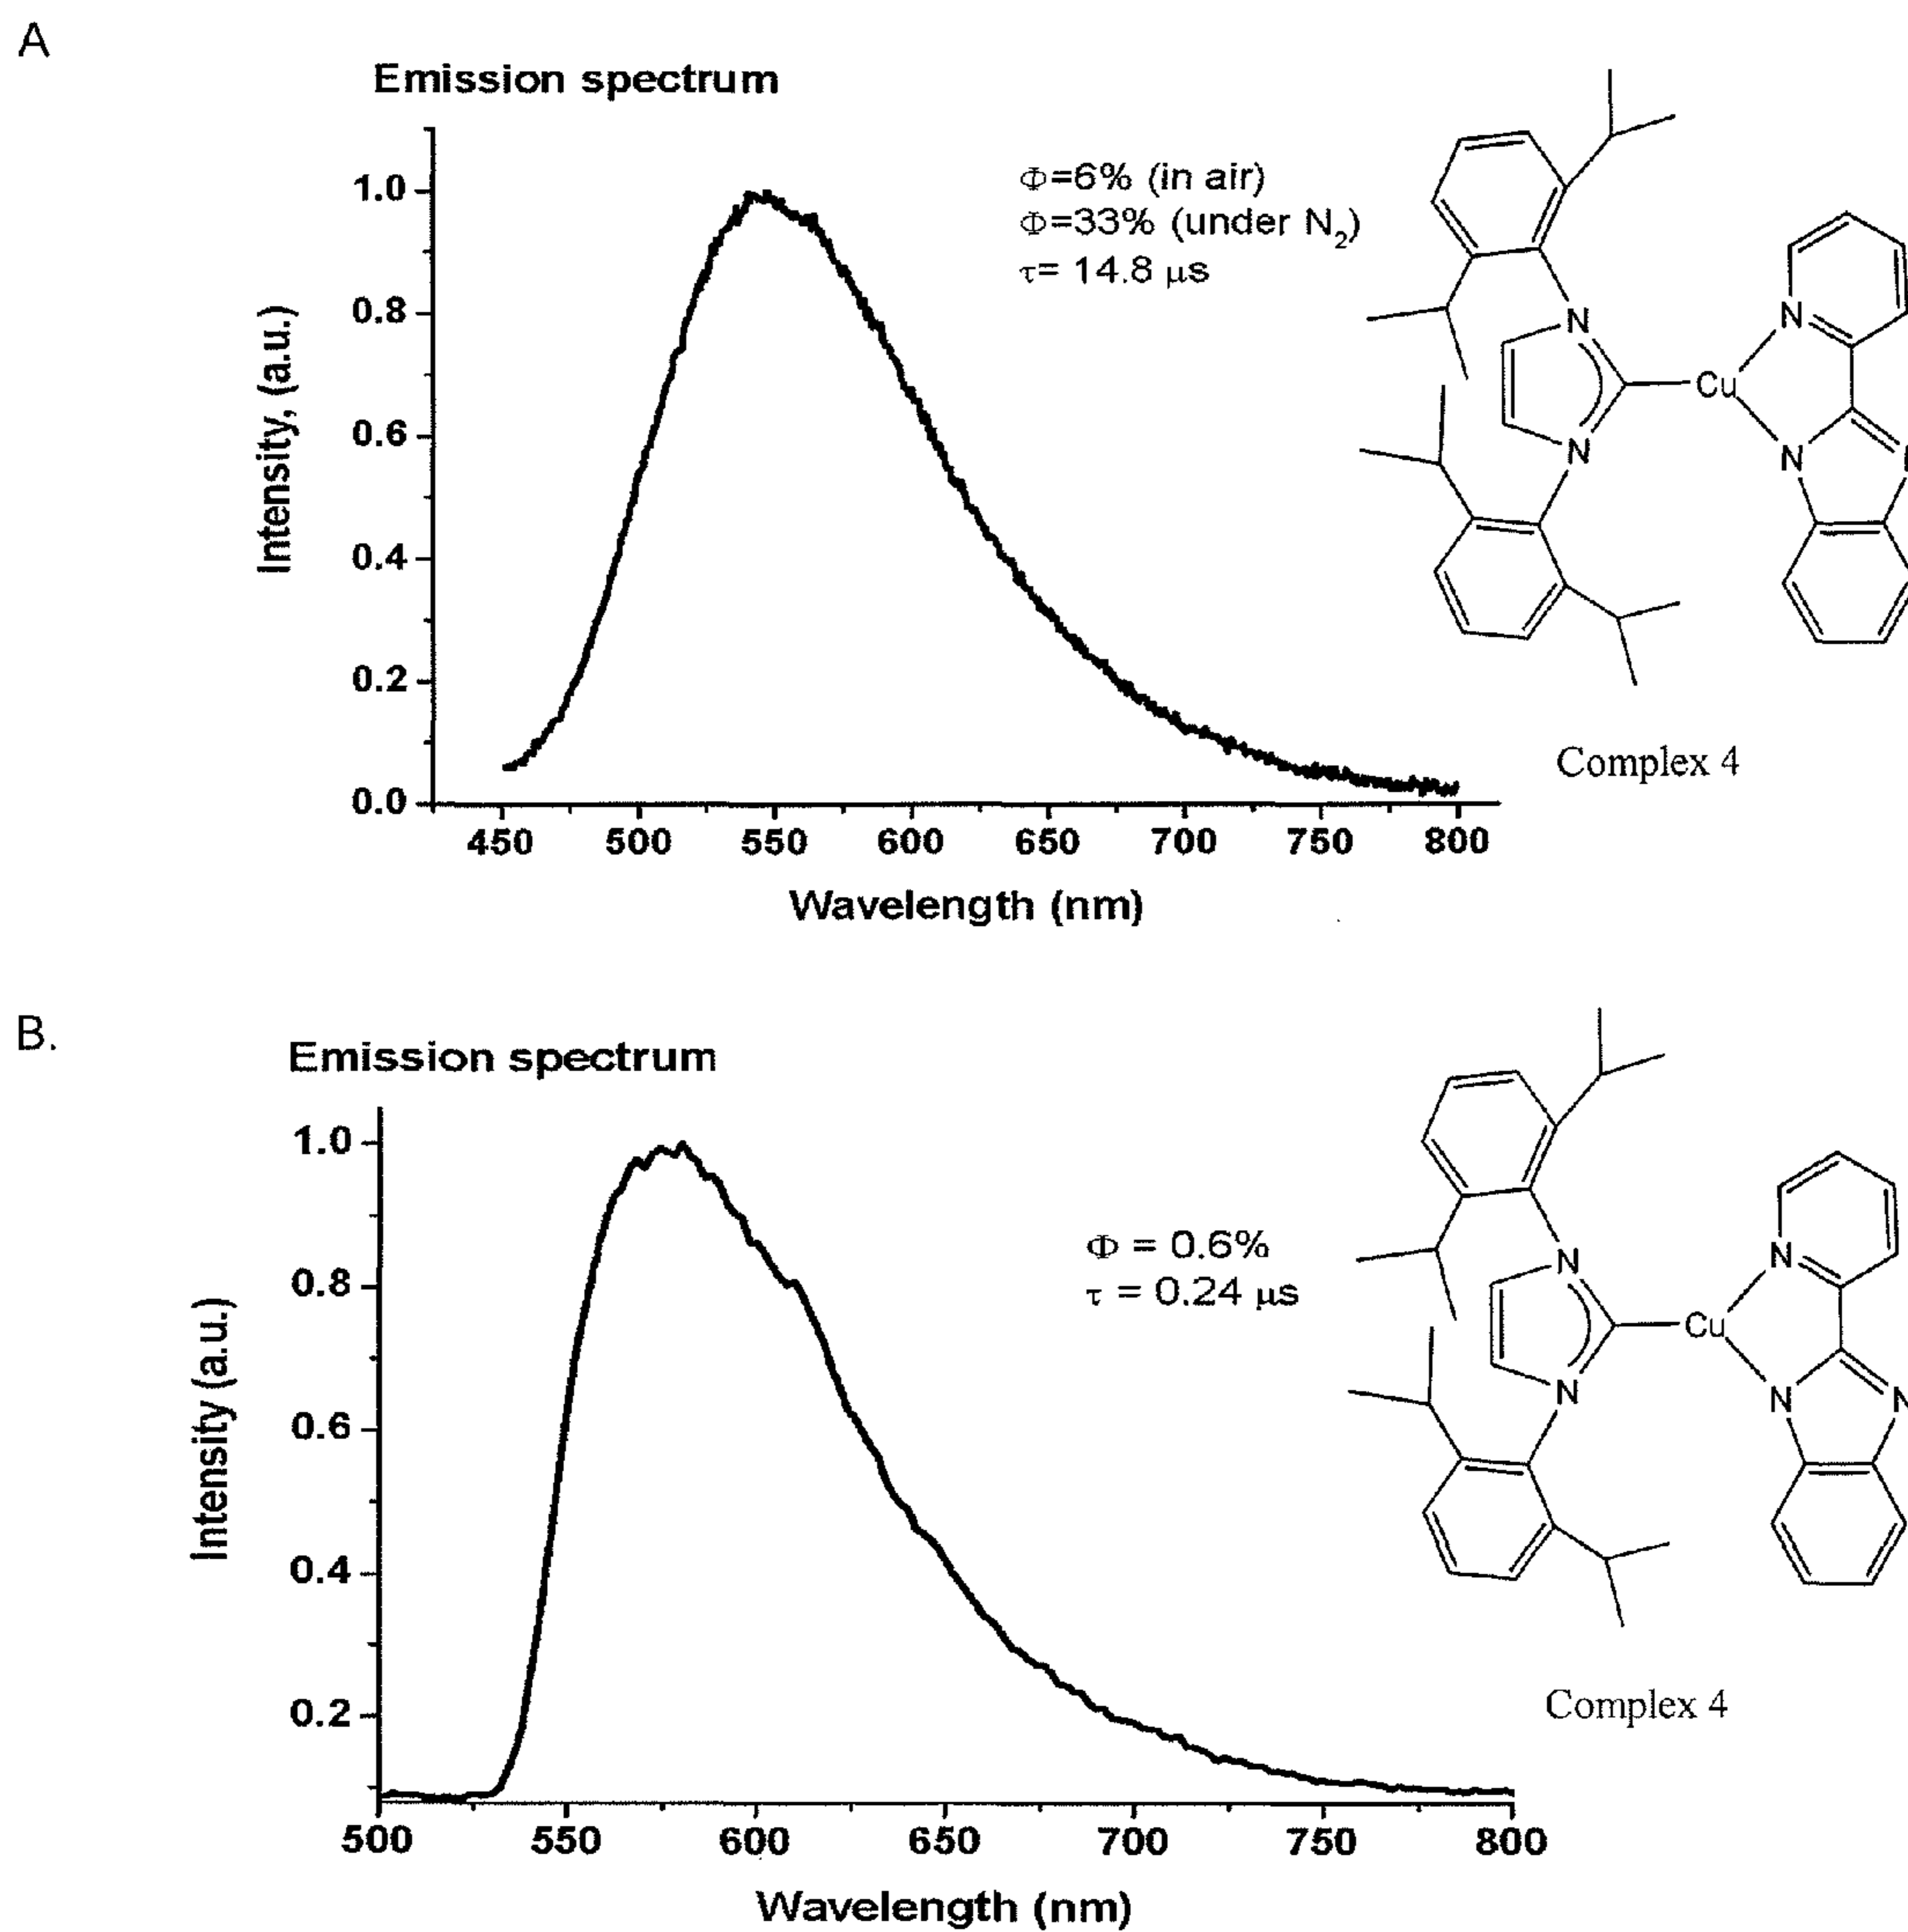 A
Emission spectrum
Φ=6% (in air)
Φ=33% (under N2)
τ= 14.8 μs
1.0
0.8
0.6
0.4
0.2
0.0
Intensity, (a.u.)
450 500 550 600 650 700 750 800
Wavelength (nm)
N
N
Cu
N
N
Complex 4
B.
Emission spectrum
Φ = 0.6%
τ = 0.24 μs
1.0
0.8
0.6
0.4
0.2
Intensity (a.u.)
500 550 600 650 700 750 800
Wavelength (nm)
N
N
Cu
N
N
N
Complex 4